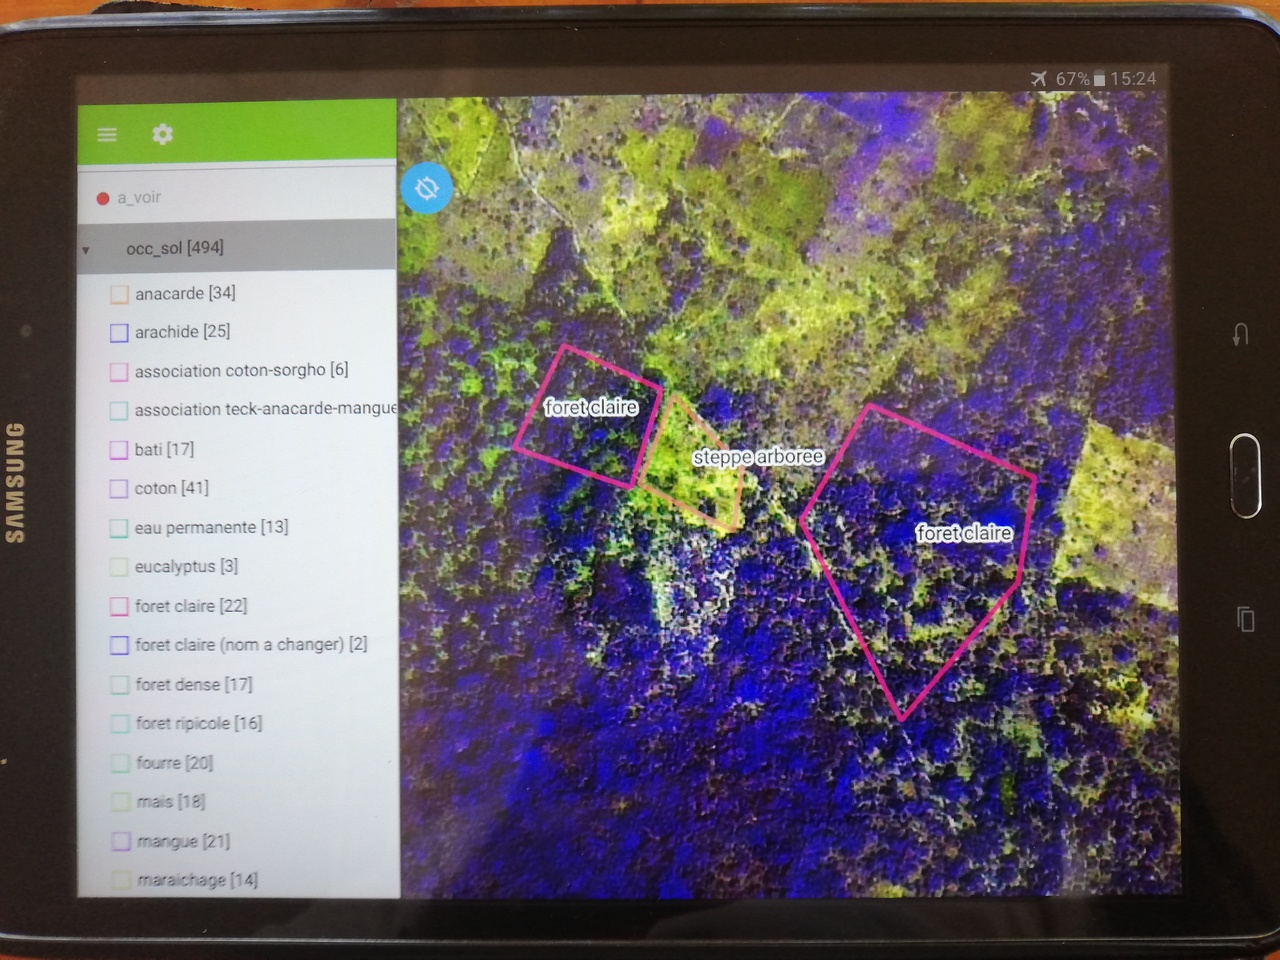 67% 15:24
a_voir
occ_sol [494]
anacarde [34]
arachide [25]
association coton-sorgho [6]
association teck-anacarde-mangue
bati [17]
coton [41]
eau permanente [13]
eucalyptus [3]
foret claire [22]
foret claire (nom a changer) [2]
foret dense [17]
foret ripicole [16]
fourre [20]
mais [18]
mangue [21]
maraichage [14]
foret claire
steppe arboree
foret claire
SAMSUNG